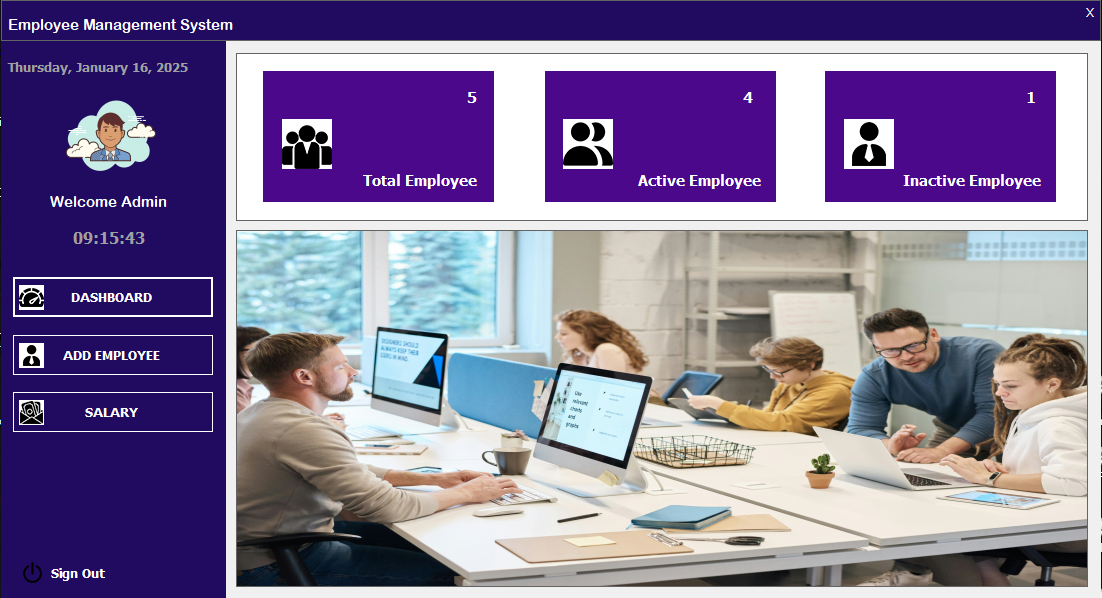 Employee Management System
X
Thursday, January 16, 2025
Welcome Admin
09:15:43
DASHBOARD
ADD EMPLOYEE
SALARY
Sign Out
5
Total Employee
4
Active Employee
1
Inactive Employee
DESIGNERS SHOULD
ALWAYS KEEP THEIR
USERS IN MIND.
Use
relevant
charts
and
graphs